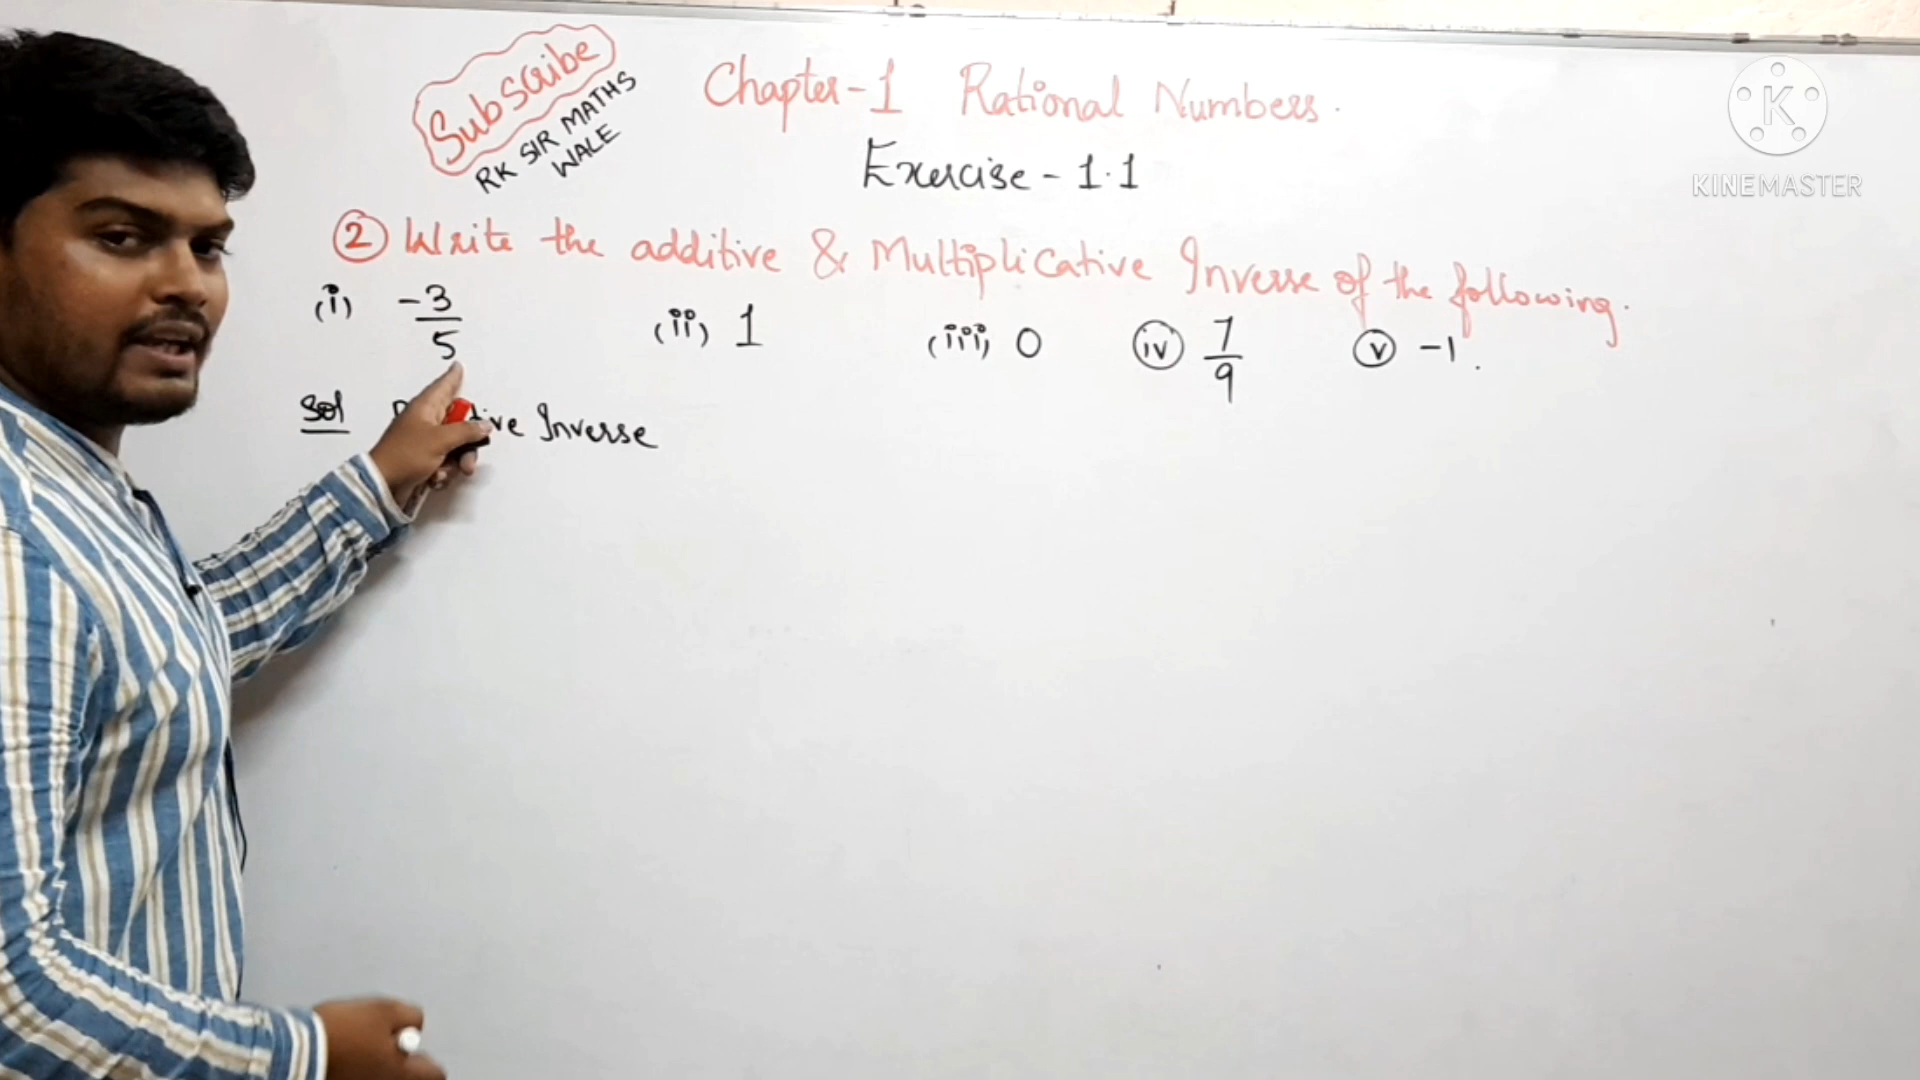 Subscribe
RK SIR MATHS
WALE
Chapter-1 Rational Numbers.
Exercise - 1.1
K
KINEMASTER
② Write the additive & Multiplicative Inverse of the following.
(i) -3/5 (ii) 1 (iii) 0 (iv) 7/9 (v) -1.
Sol Inverse